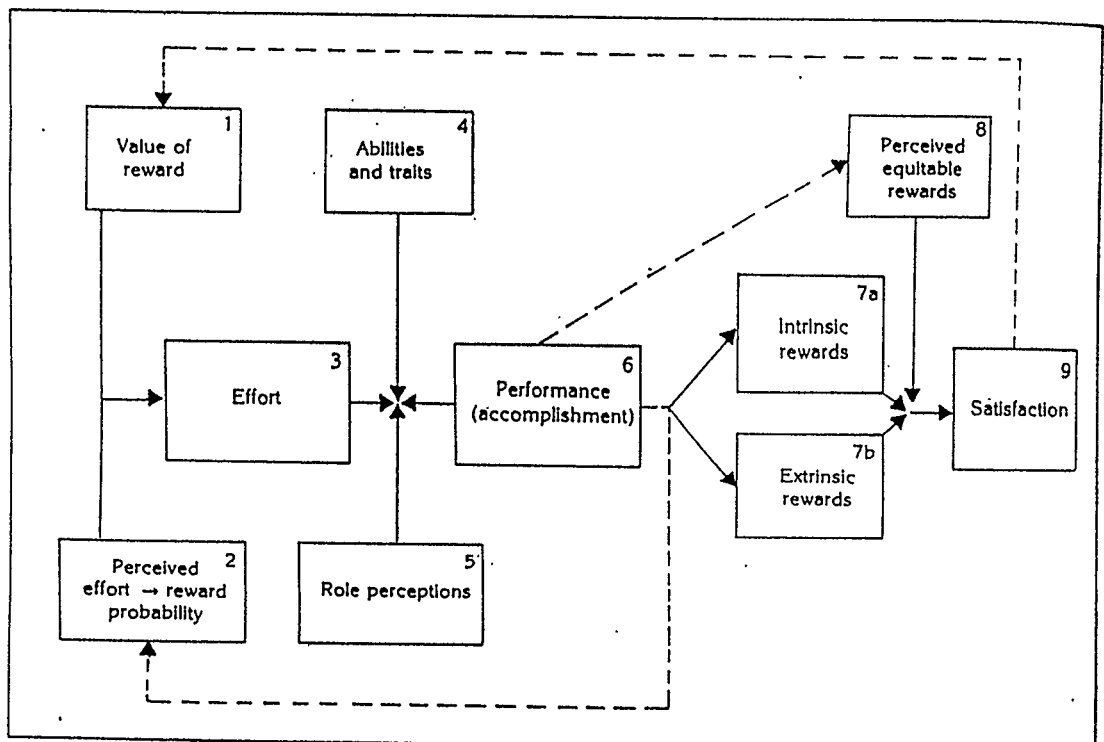 1
Value of
reward
4
Abilities
and traits
8
Perceived
equitable
rewards
3
Effort
6
Performance
(accomplishment)
7a
Intrinsic
rewards
7b
Extrinsic
rewards
9
Satisfaction
2
Perceived
effort → reward
probability
5
Role perceptions